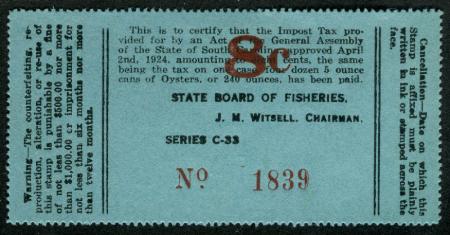 Warning—The counterfeiting, re-
production, alteration, or re-use of
this stamp is punishable by a fine
of not less than $500.00 nor more
than $1,000.00 or imprisonment for
not less than six months nor more
than twelve months.
This is to certify that the Impost Tax pro-
vided for by an Act of the General Assembly
of the State of South Carolina approved April
2nd, 1924, amounting to eight cents, the same
being the tax on one case four dozen 5 ounce
cans of Oysters, or 240 ounces, has been paid.
8c
STATE BOARD OF FISHERIES,
J. M. WITSELL, CHAIRMAN.
SERIES C-33
No 1839
Cancellation—Date on which this
Stamp is affixed must be plainly
written in ink or stamped across the
face.